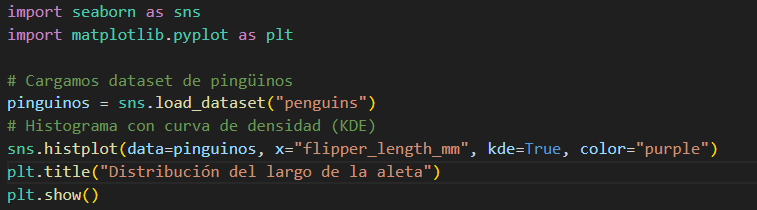 import seaborn as sns
import matplotlib.pyplot as plt
# Cargamos dataset de pingüinos
pinguinos = sns.load_dataset("penguins")
# Histograma con curva de densidad (KDE)
sns.histplot(data=pinguinos, x="flipper_length_mm", kde=True, color="purple")
plt.title("Distribución del largo de la aleta")
plt.show()